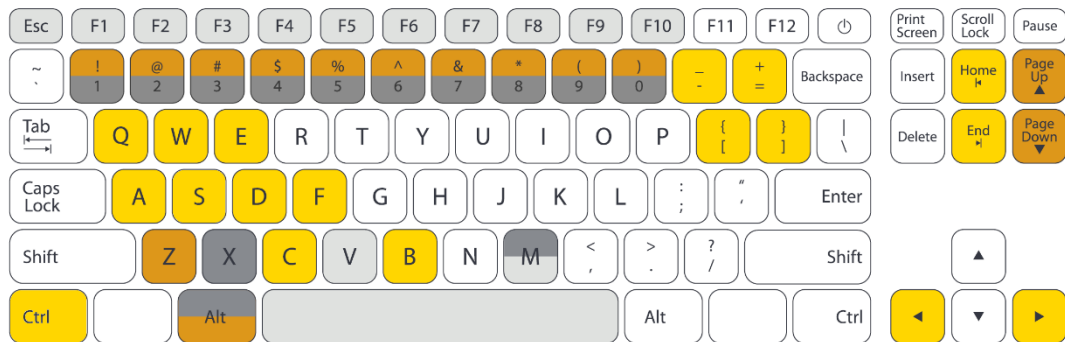 Esc F1 F2 F3 F4 F5 F6 F7 F8 F9 F10 F11 F12 Print Screen Scroll Lock Pause
~ ` ! 1 @ 2 # 3 $ 4 % 5 ^ 6 & 7 * 8 ( 9 ) 0 _ - + = Backspace Insert Home Page Up
Tab Q W E R T Y U I O P { [ } ] | \ Delete End Page Down
Caps Lock A S D F G H J K L : ; " ' Enter
Shift Z X C V B N M < , > . ? / Shift
Ctrl Alt Alt Ctrl